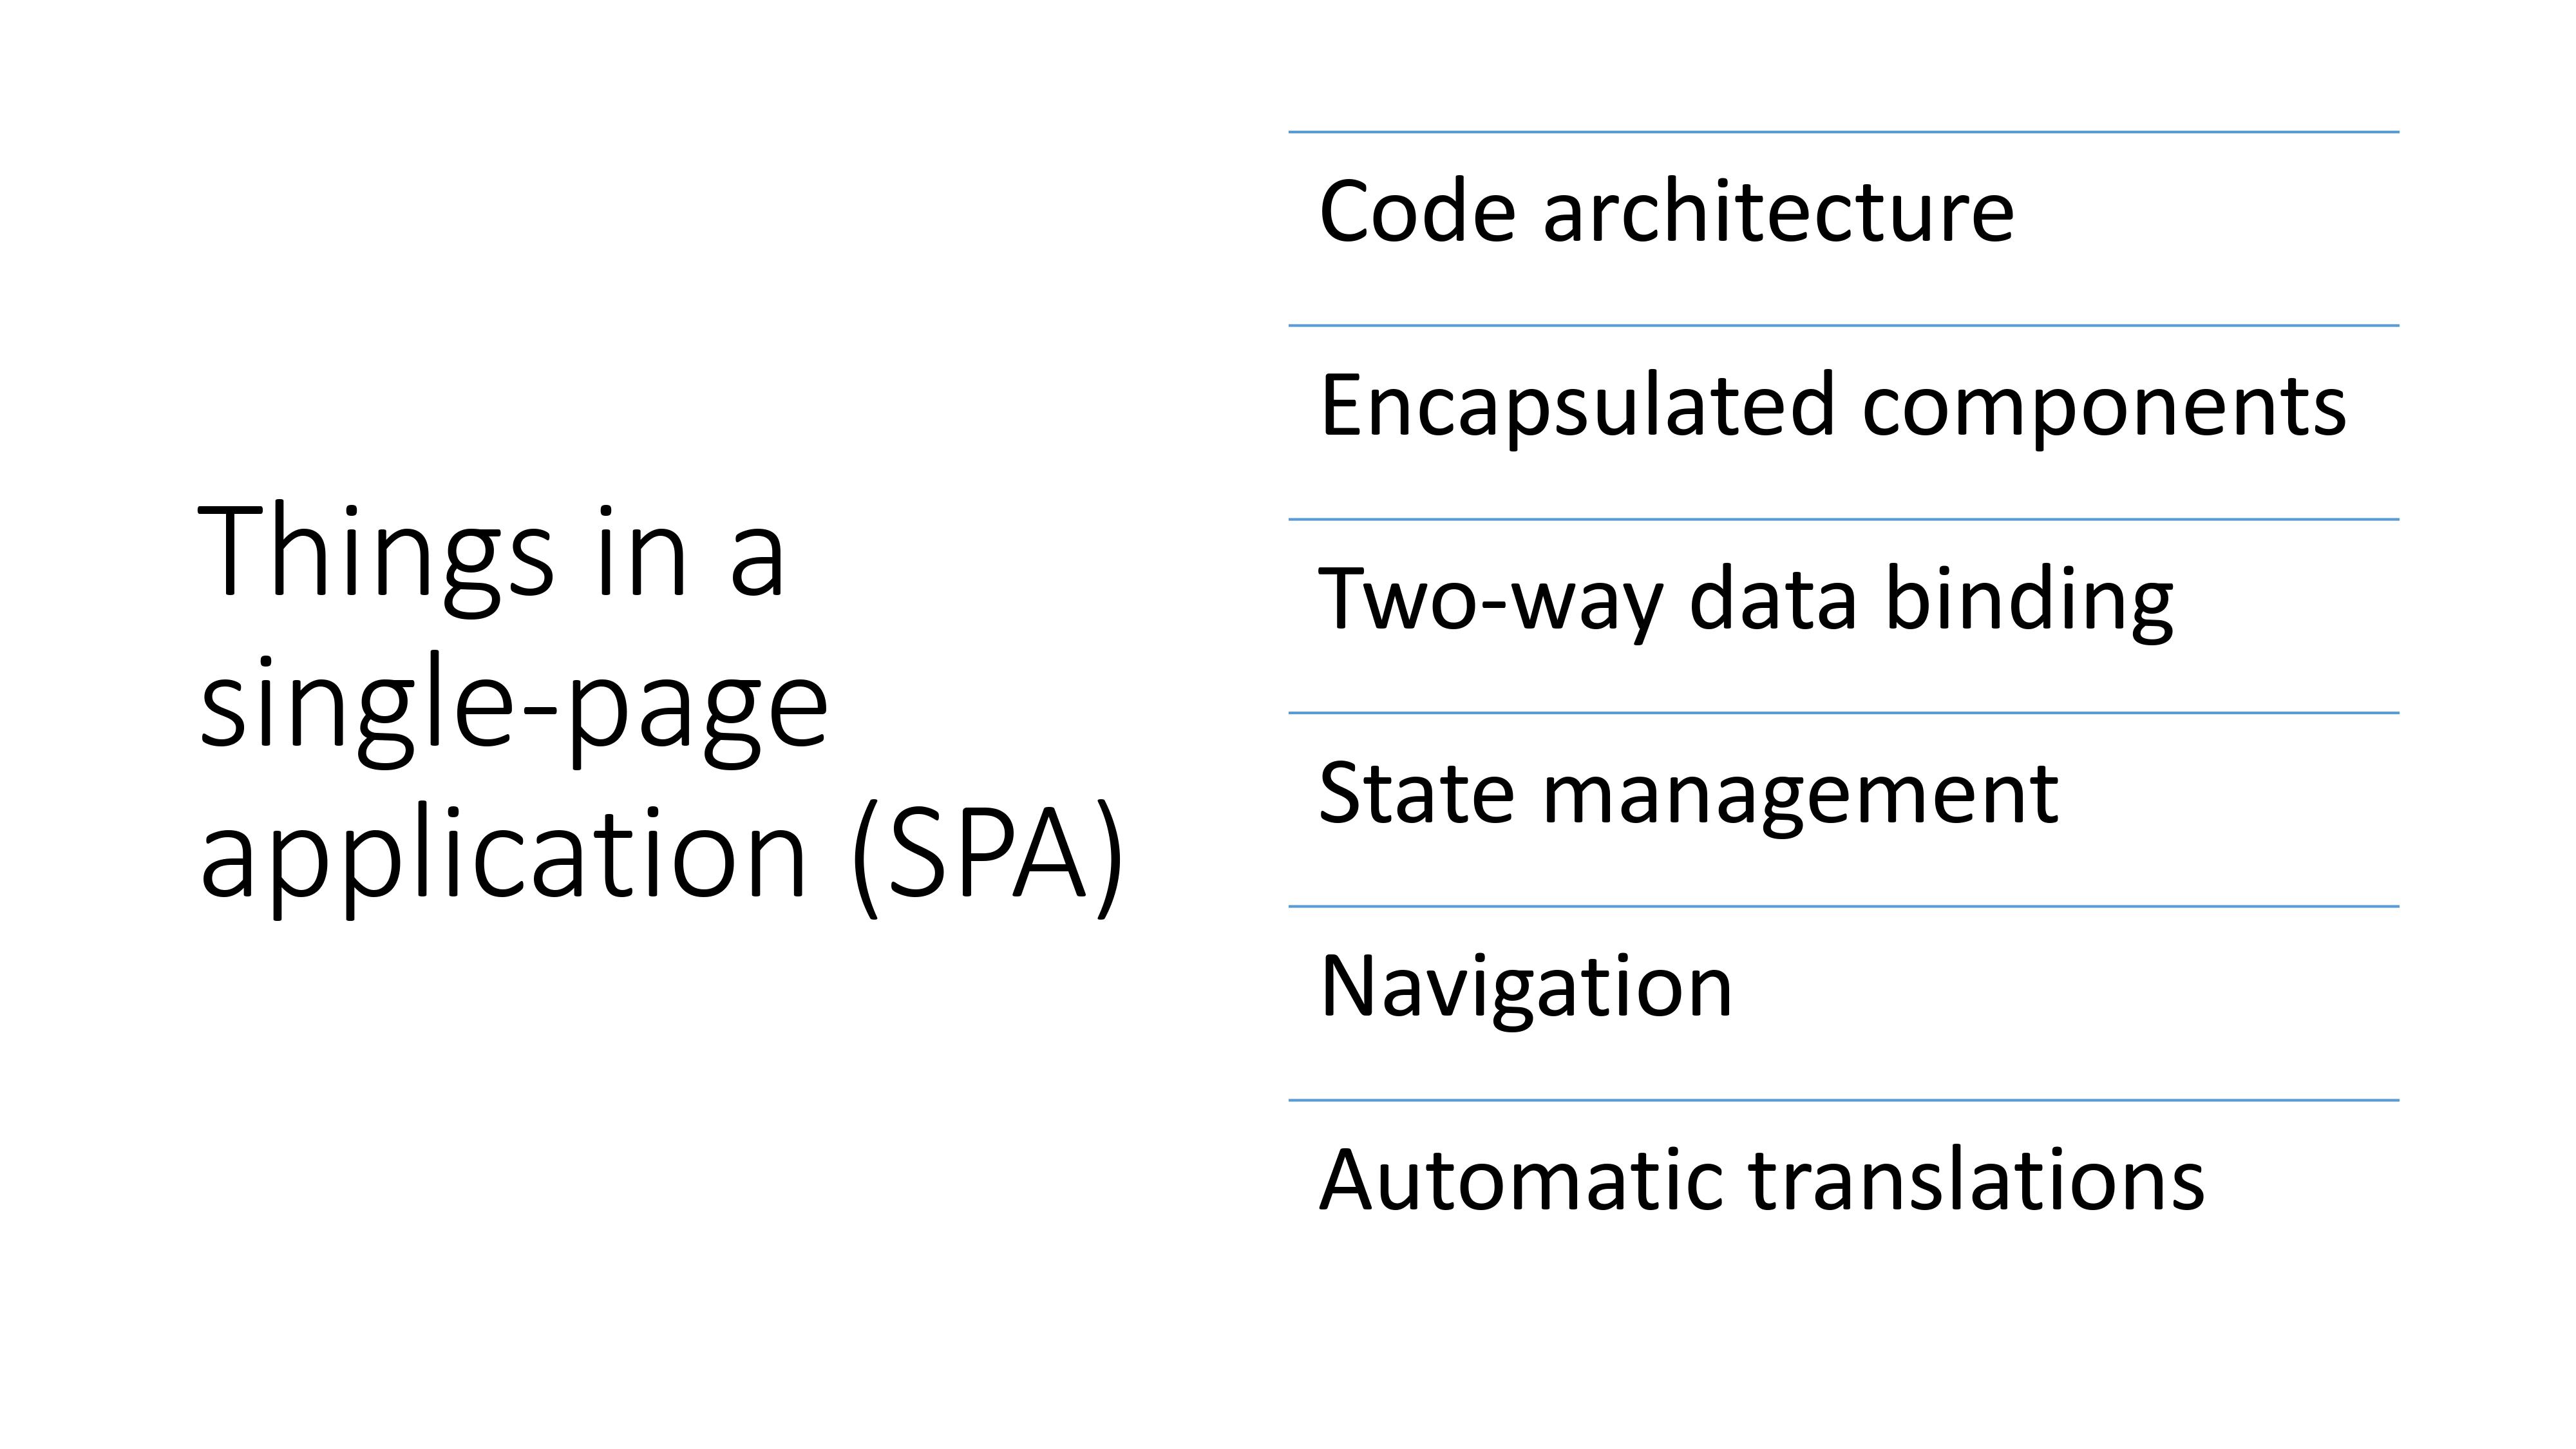 Things in a
single-page
application (SPA)
Code architecture
Encapsulated components
Two-way data binding
State management
Navigation
Automatic translations